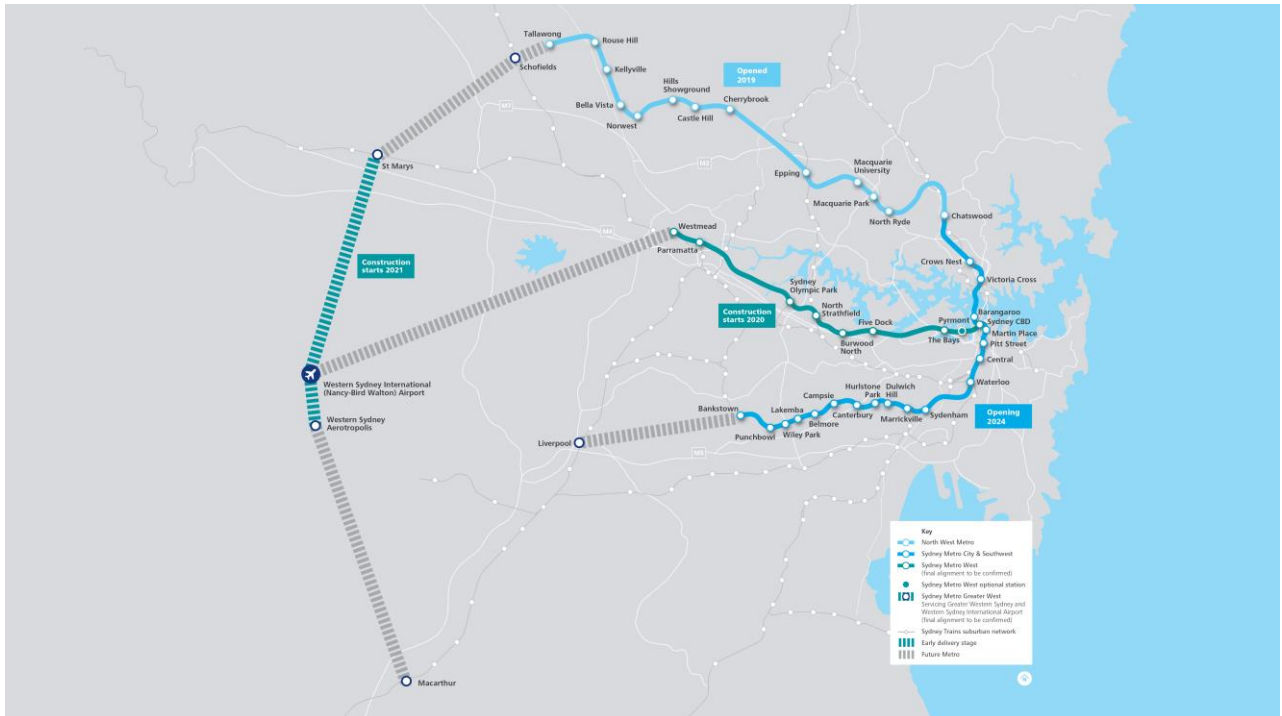 Tallawong
Rouse Hill
Schofields
Kellyville
Opened
2019
Hills
Showground
Cherrybrook
Bella Vista
Castle Hill
Norwest
M7
St Marys
M2
Epping
Macquarie
University
Macquarie Park
North Ryde
Chatswood
Westmead
M4
Parramatta
Construction
starts 2021
Crows Nest
Victoria Cross
Sydney
Olympic Park
North
Strathfield
Construction
starts 2020
Five Dock
Burwood
North
Pyrmont
The Bays
Barangaroo
Sydney CBD
Martin Place
Pitt Street
Central
Waterloo
Western Sydney International
(Nancy-Bird Walton) Airport
Western Sydney
Aerotropolis
Liverpool
Bankstown
Punchbowl
Lakemba
Wiley Park
Campsie
Belmore
Hurlstone
Park
Canterbury
Dulwich
Hill
Marrickville
Sydenham
Opening
2024
M5
Macarthur
Key
North West Metro
Sydney Metro City & Southwest
Sydney Metro West
(final alignment to be confirmed)
Sydney Metro West optional station
Sydney Metro Greater West
Servicing Greater Western Sydney and
Western Sydney International Airport
(final alignment to be confirmed)
Sydney Trains suburban network
Early delivery stage
Future Metro